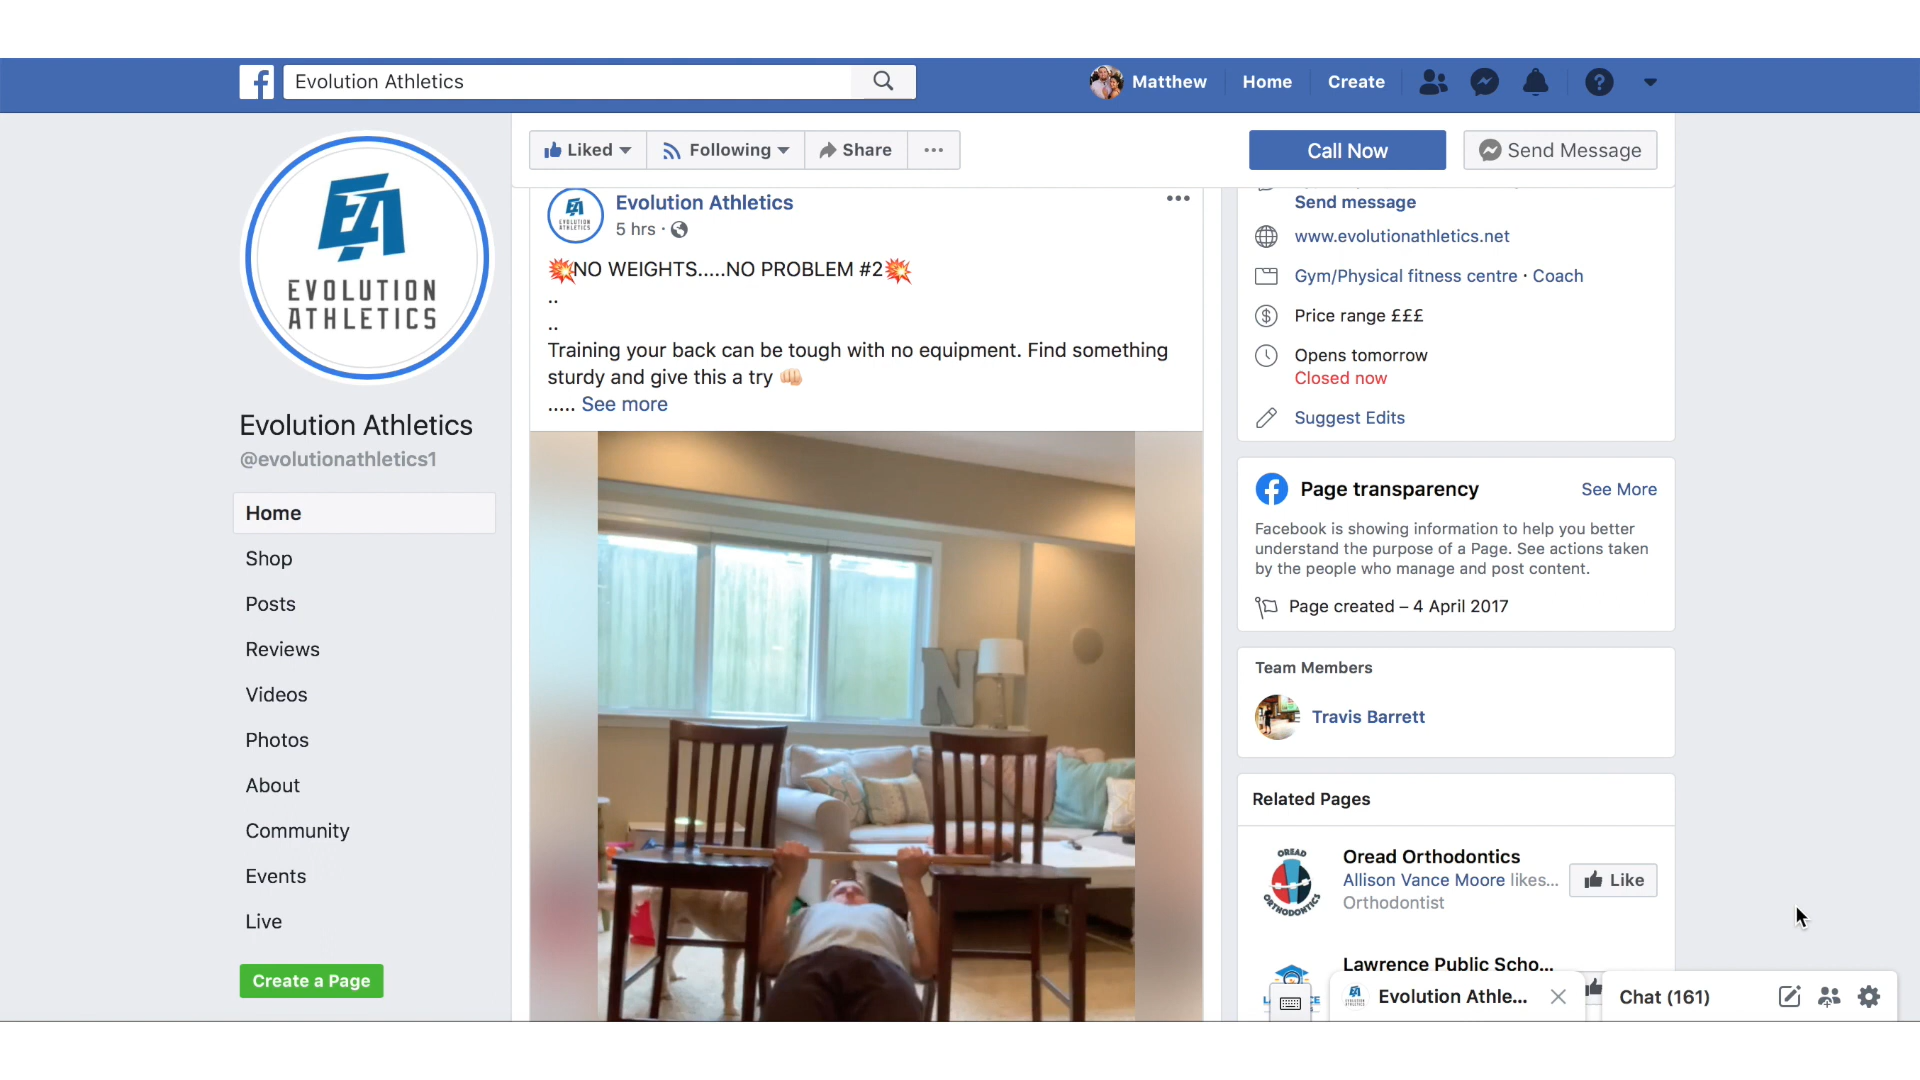 Evolution Athletics
Matthew
Home
Create
EVOLUTION
ATHLETICS
Evolution Athletics
@evolutionathletics1
Home
Shop
Posts
Reviews
Videos
Photos
About
Community
Events
Live
Create a Page
Liked
Following
Share
Call Now
Send Message
Evolution Athletics
5 hrs ·
💥NO WEIGHTS.....NO PROBLEM #2💥
..
..
Training your back can be tough with no equipment. Find something
sturdy and give this a try 👊🏻
..... See more
N
Send message
www.evolutionathletics.net
Gym/Physical fitness centre · Coach
Price range £££
Opens tomorrow
Closed now
Suggest Edits
Page transparency
See More
Facebook is showing information to help you better
understand the purpose of a Page. See actions taken
by the people who manage and post content.
Page created – 4 April 2017
Team Members
Travis Barrett
Related Pages
OREAD
ORTHODONTICS
Oread Orthodontics
Allison Vance Moore likes...
Orthodontist
Like
Lawrence Public Scho...
Evolution Athle...
Chat (161)